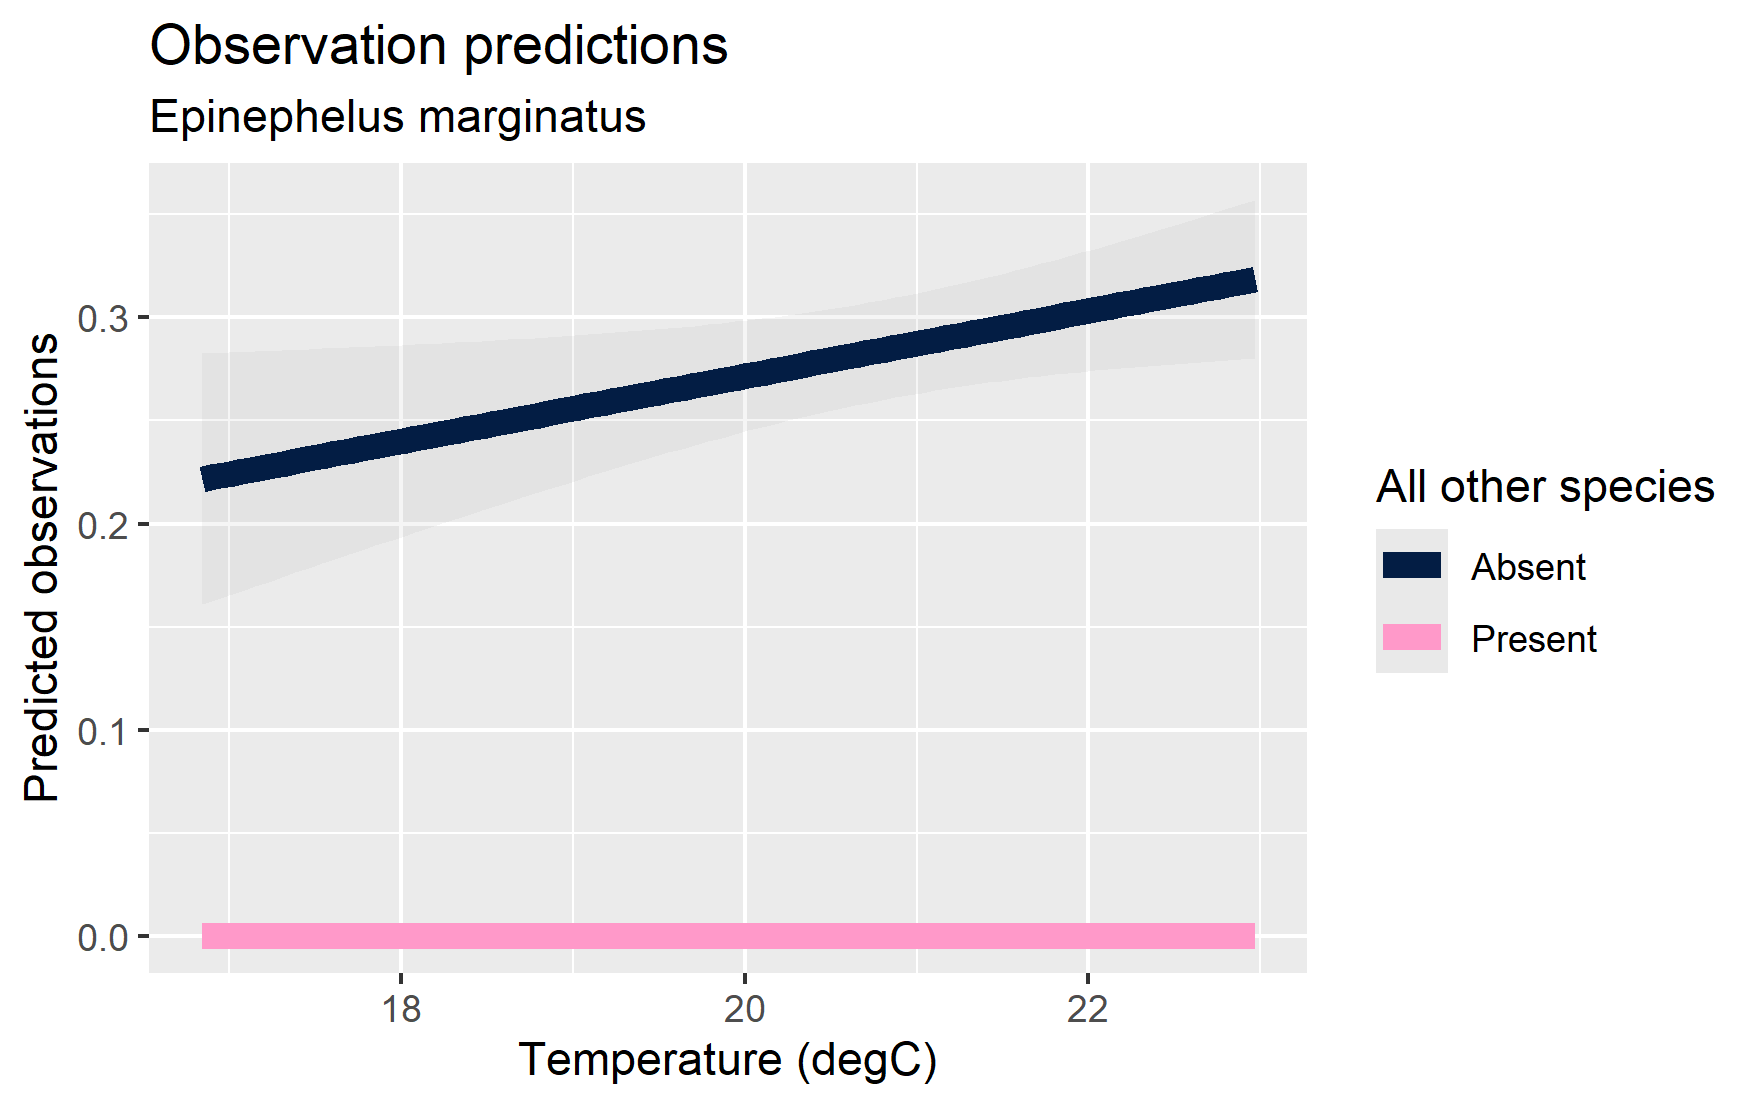 Observation predictions
Epinephelus marginatus
Predicted observations
0.3
0.2
0.1
0.0
18
20
22
Temperature (degC)
All other species
Absent
Present